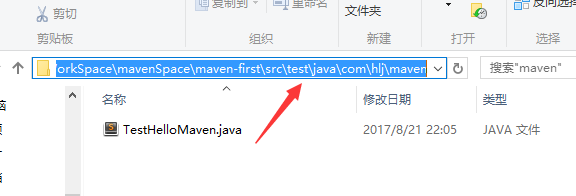 剪切
复制到
重命名
文件夹
打开
反向选择
剪贴板
组织
新建
打开
选择
orkSpace\mavenSpace\maven-first\src\test\java\com\hlj\maven
搜索"maven"
名称
修改日期
类型
TestHelloMaven.java
2017/8/21 22:05
JAVA 文件